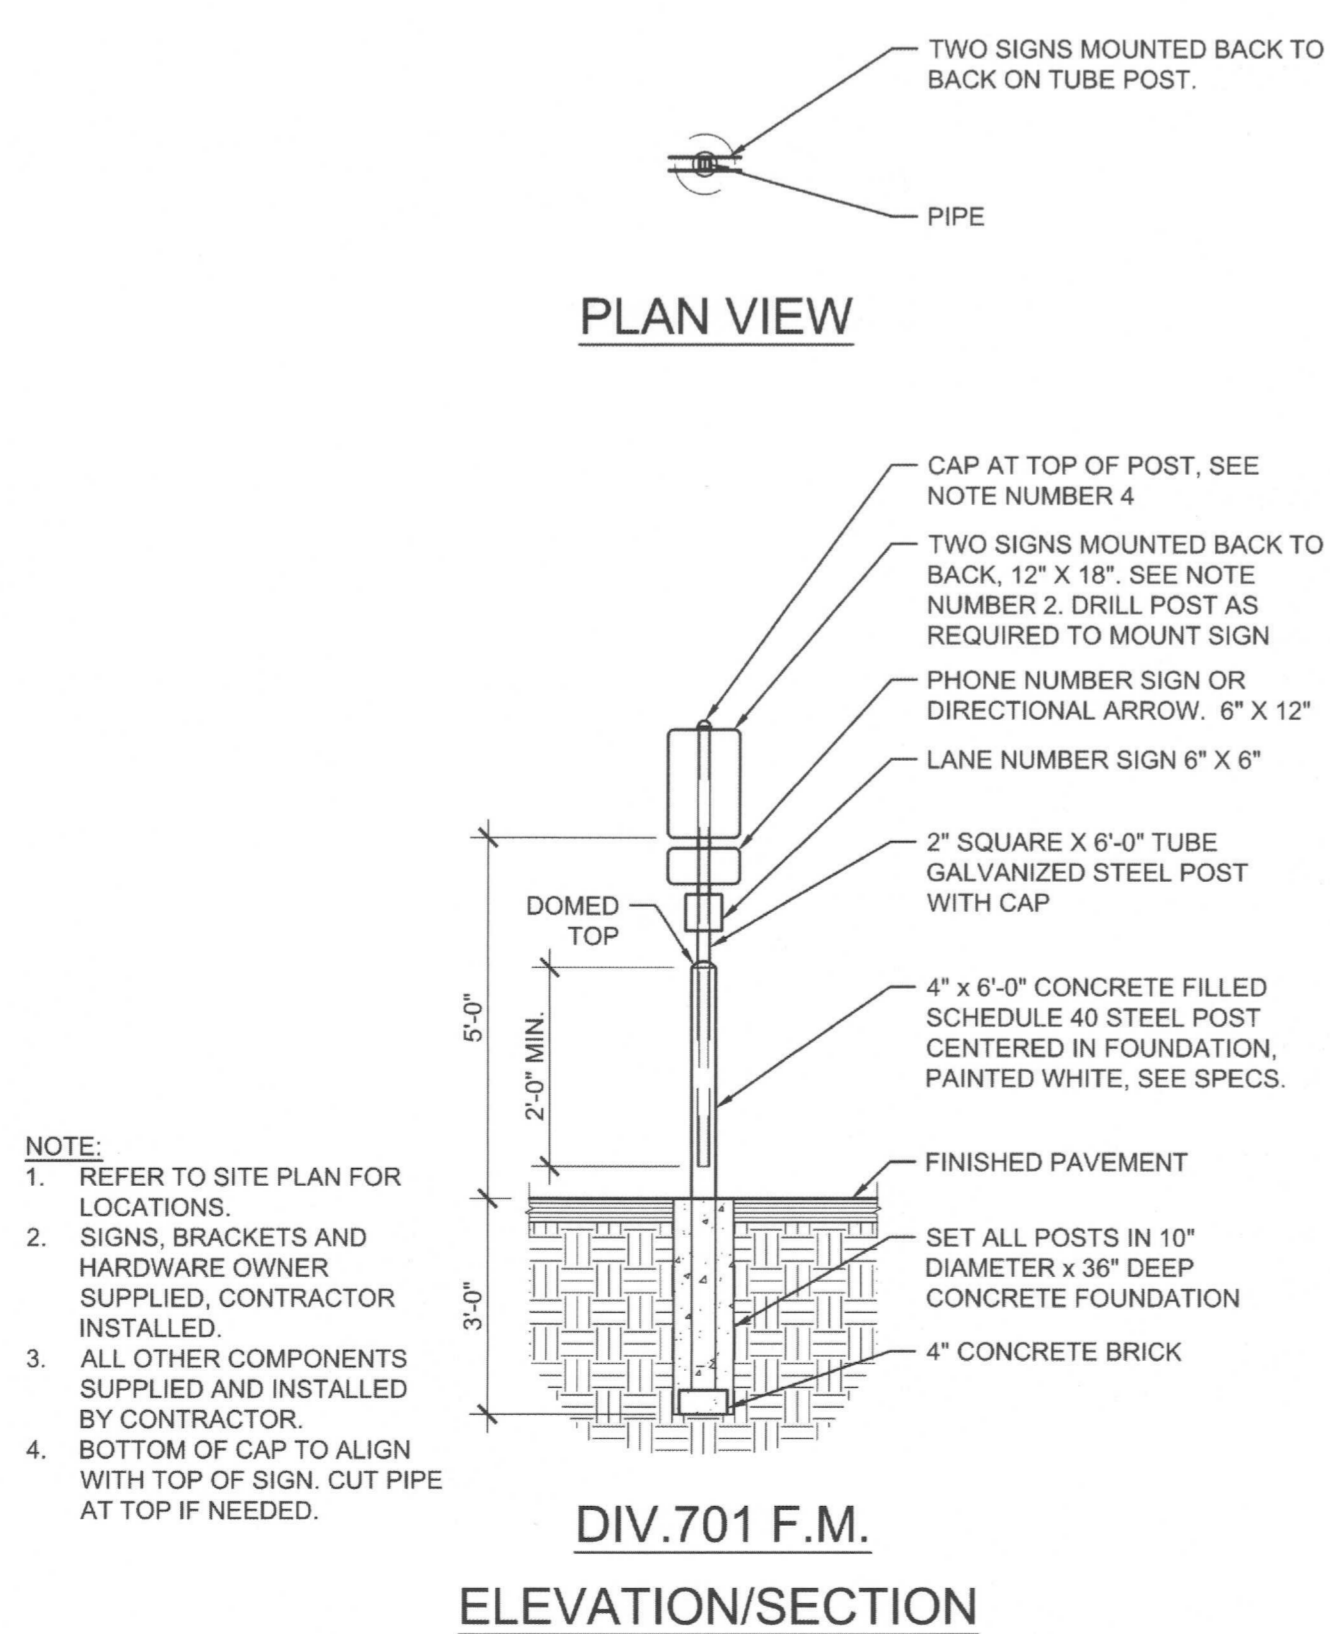 TWO SIGNS MOUNTED BACK TO
BACK ON TUBE POST.
PIPE
PLAN VIEW
CAP AT TOP OF POST, SEE
NOTE NUMBER 4
TWO SIGNS MOUNTED BACK TO
BACK, 12" X 18". SEE NOTE
NUMBER 2. DRILL POST AS
REQUIRED TO MOUNT SIGN
PHONE NUMBER SIGN OR
DIRECTIONAL ARROW. 6" X 12"
LANE NUMBER SIGN 6" X 6"
2" SQUARE X 6'-0" TUBE
GALVANIZED STEEL POST
WITH CAP
DOMED
TOP
5'-0"
2'-0" MIN.
4" x 6'-0" CONCRETE FILLED
SCHEDULE 40 STEEL POST
CENTERED IN FOUNDATION,
PAINTED WHITE, SEE SPECS.
FINISHED PAVEMENT
SET ALL POSTS IN 10"
DIAMETER x 36" DEEP
CONCRETE FOUNDATION
3'-0"
4" CONCRETE BRICK
NOTE:
1. REFER TO SITE PLAN FOR
LOCATIONS.
2. SIGNS, BRACKETS AND
HARDWARE OWNER
SUPPLIED, CONTRACTOR
INSTALLED.
3. ALL OTHER COMPONENTS
SUPPLIED AND INSTALLED
BY CONTRACTOR.
4. BOTTOM OF CAP TO ALIGN
WITH TOP OF SIGN. CUT PIPE
AT TOP IF NEEDED.
DIV.701 F.M.
ELEVATION/SECTION